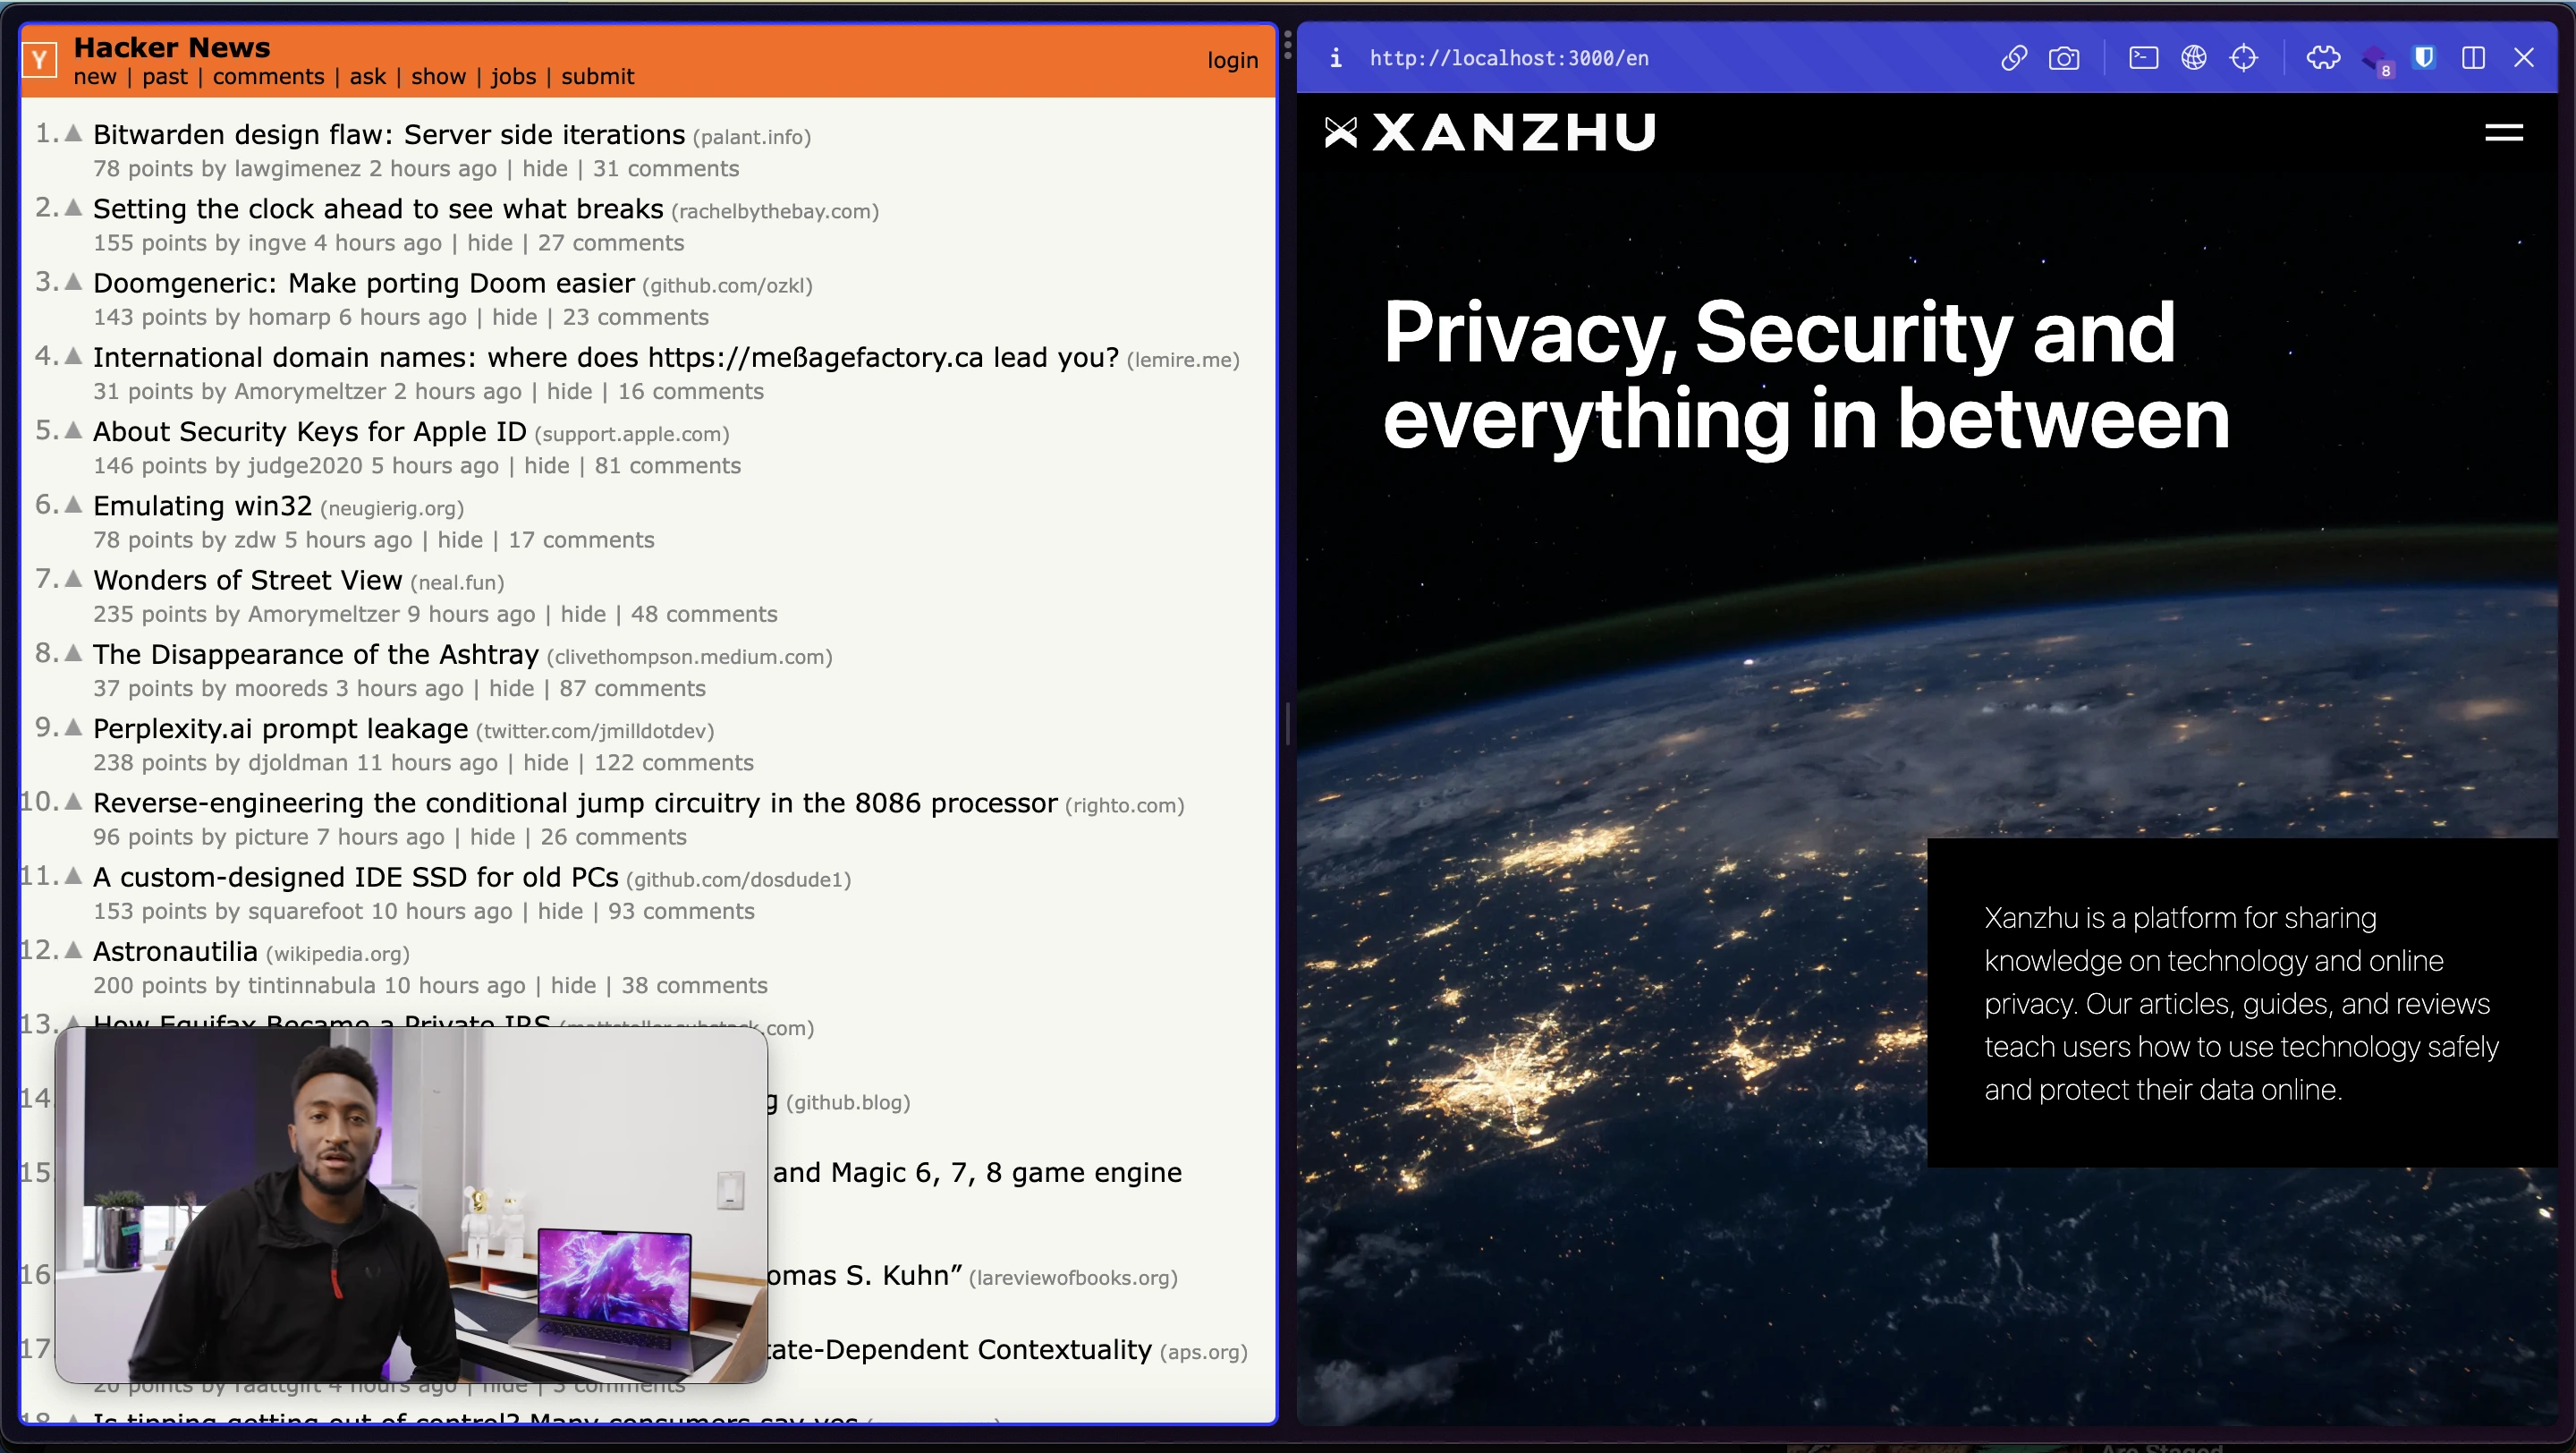 Y
Hacker News
new | past | comments | ask | show | jobs | submit
login
1. Bitwarden design flaw: Server side iterations (palant.info)
78 points by lawgimenez 2 hours ago | hide | 31 comments
2. Setting the clock ahead to see what breaks (rachelbythebay.com)
155 points by ingve 4 hours ago | hide | 27 comments
3. Doomgeneric: Make porting Doom easier (github.com/ozkl)
143 points by homarp 6 hours ago | hide | 23 comments
4. International domain names: where does https://meßagefactory.ca lead you? (lemire.me)
31 points by Amorymeltzer 2 hours ago | hide | 16 comments
5. About Security Keys for Apple ID (support.apple.com)
146 points by judge2020 5 hours ago | hide | 81 comments
6. Emulating win32 (neugierig.org)
78 points by zdw 5 hours ago | hide | 17 comments
7. Wonders of Street View (neal.fun)
235 points by Amorymeltzer 9 hours ago | hide | 48 comments
8. The Disappearance of the Ashtray (clivethompson.medium.com)
37 points by mooreds 3 hours ago | hide | 87 comments
9. Perplexity.ai prompt leakage (twitter.com/jmilldotdev)
238 points by djoldman 11 hours ago | hide | 122 comments
10. Reverse-engineering the conditional jump circuitry in the 8086 processor (righto.com)
96 points by picture 7 hours ago | hide | 26 comments
11. A custom-designed IDE SSD for old PCs (github.com/dosdude1)
153 points by squarefoot 10 hours ago | hide | 93 comments
12. Astronautilia (wikipedia.org)
200 points by tintinnabula 10 hours ago | hide | 38 comments
13. How Equifax Became a Private IRS (mattstoller.substack.com)
14. g (github.blog)
15. and Magic 6, 7, 8 game engine
16. omas S. Kuhn” (lareviewofbooks.org)
17. tate-Dependent Contextuality (aps.org)
20 points by raattgift 4 hours ago | hide | 3 comments
18. Is tipping getting out of control? Many consumers say yes
http://localhost:3000/en
8
XANZHU
Privacy, Security and
everything in between
Xanzhu is a platform for sharing
knowledge on technology and online
privacy. Our articles, guides, and reviews
teach users how to use technology safely
and protect their data online.